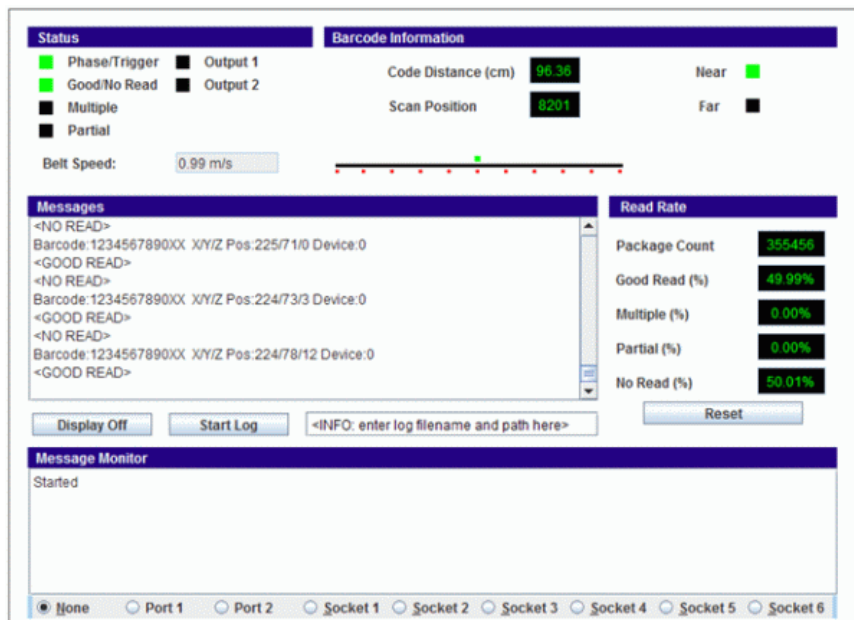 Status
Phase/Trigger Output 1
Good/No Read Output 2
Multiple
Partial
Belt Speed: 0.99 m/s
Barcode Information
Code Distance (cm) 96.36 Near
Scan Position 8201 Far
Messages
<NO READ>
Barcode:1234567890XX X/Y/Z Pos:225/71/0 Device:0
<GOOD READ>
<NO READ>
Barcode:1234567890XX X/Y/Z Pos:224/73/3 Device:0
<GOOD READ>
<NO READ>
Barcode:1234567890XX X/Y/Z Pos:224/78/12 Device:0
<GOOD READ>
Display Off Start Log <INFO: enter log filename and path here>
Read Rate
Package Count 355456
Good Read (%) 49.99%
Multiple (%) 0.00%
Partial (%) 0.00%
No Read (%) 50.01%
Reset
Message Monitor
Started
None Port 1 Port 2 Socket 1 Socket 2 Socket 3 Socket 4 Socket 5 Socket 6